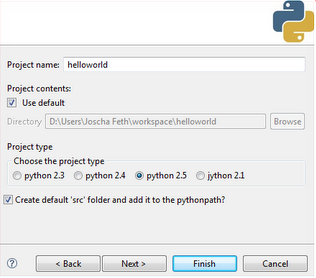 Project name: helloworld
Project contents:
Use default
Directory D:\Users\Joscha Feth\workspace\helloworld Browse
Project type
Choose the project type
python 2.3 python 2.4 python 2.5 jython 2.1
Create default 'src' folder and add it to the pythonpath?
? < Back Next > Finish Cancel